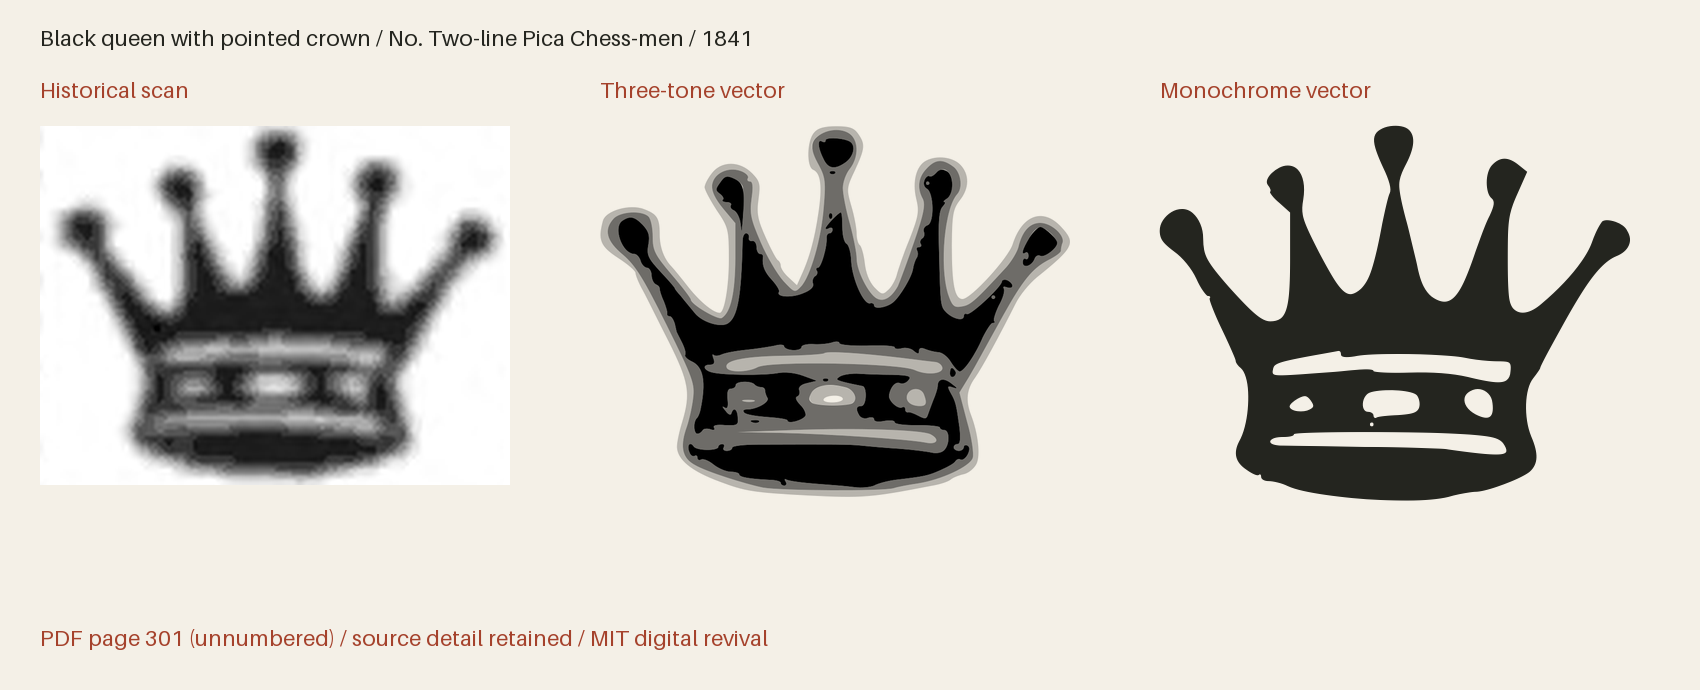 Black queen with pointed crown / No. Two-line Pica Chess-men / 1841
Historical scan
Three-tone vector
Monochrome vector
PDF page 301 (unnumbered) / source detail retained / MIT digital revival